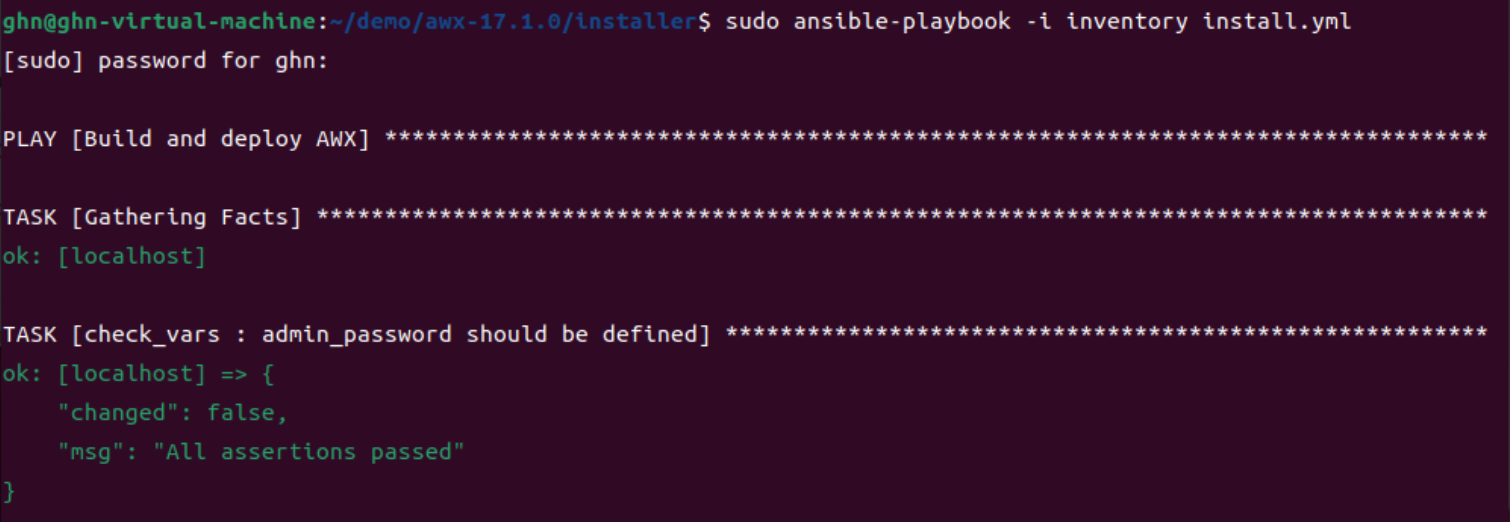 ghn@ghn-virtual-machine:~/demo/awx-17.1.0/installer$ sudo ansible-playbook -i inventory install.yml
[sudo] password for ghn:
PLAY [Build and deploy AWX] *********************************************************************************
TASK [Gathering Facts] **************************************************************************************
ok: [localhost]
TASK [check_vars : admin_password should be defined] ********************************************************
ok: [localhost] => {
    "changed": false,
    "msg": "All assertions passed"
}